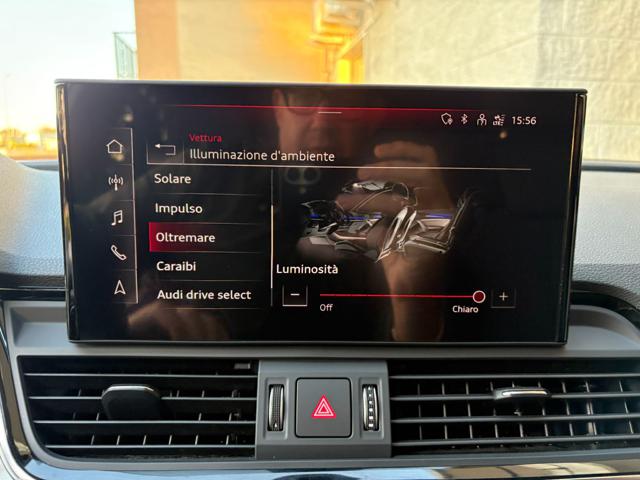 15:56
Vettura
Illuminazione d'ambiente
Solare
Impulso
Oltremare
Caraibi
Audi drive select
Luminosità
Off
Chiaro